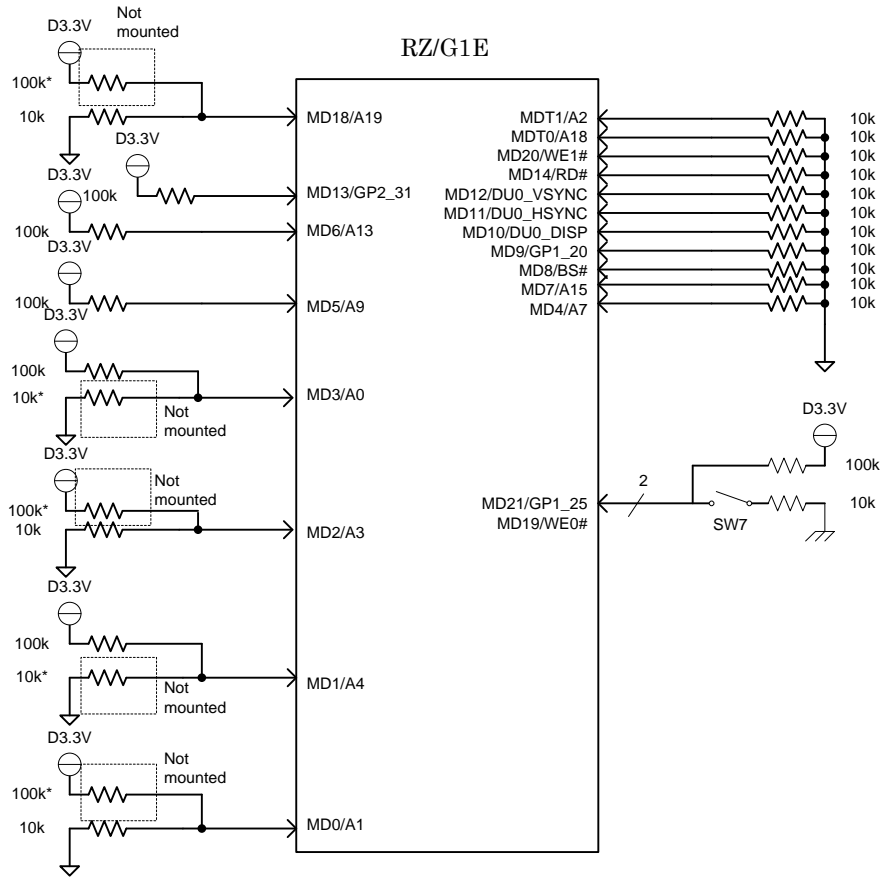 RZ/G1E
D3.3V
Not
mounted
100k*
10k
MD18/A19
D3.3V
100k
MD13/GP2_31
D3.3V
100k
MD6/A13
D3.3V
100k
MD5/A9
D3.3V
100k
10k*
Not
mounted
MD3/A0
D3.3V
Not
mounted
100k*
10k
MD2/A3
D3.3V
100k
10k*
Not
mounted
MD1/A4
D3.3V
Not
mounted
100k*
10k
MD0/A1
MDT1/A2 10k
MDT0/A18 10k
MD20/WE1# 10k
MD14/RD# 10k
MD12/DU0_VSYNC 10k
MD11/DU0_HSYNC 10k
MD10/DU0_DISP 10k
MD9/GP1_20 10k
MD8/BS# 10k
MD7/A15 10k
MD4/A7 10k
D3.3V
100k
2
MD21/GP1_25
MD19/WE0#
SW7
10k